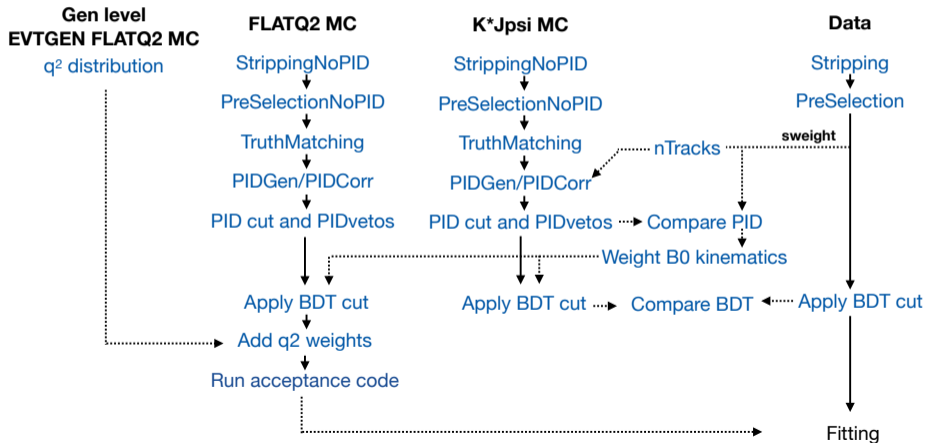 Gen level
EVTGEN FLATQ2 MC
q² distribution
FLATQ2 MC
StrippingNoPID
PreSelectionNoPID
TruthMatching
PIDGen/PIDCorr
PID cut and PIDvetos
Apply BDT cut
Add q2 weights
Run acceptance code
K*Jpsi MC
StrippingNoPID
PreSelectionNoPID
TruthMatching
PIDGen/PIDCorr
PID cut and PIDvetos
Apply BDT cut
nTracks
Compare PID
Weight B0 kinematics
Compare BDT
Data
Stripping
PreSelection
sweight
Apply BDT cut
Fitting